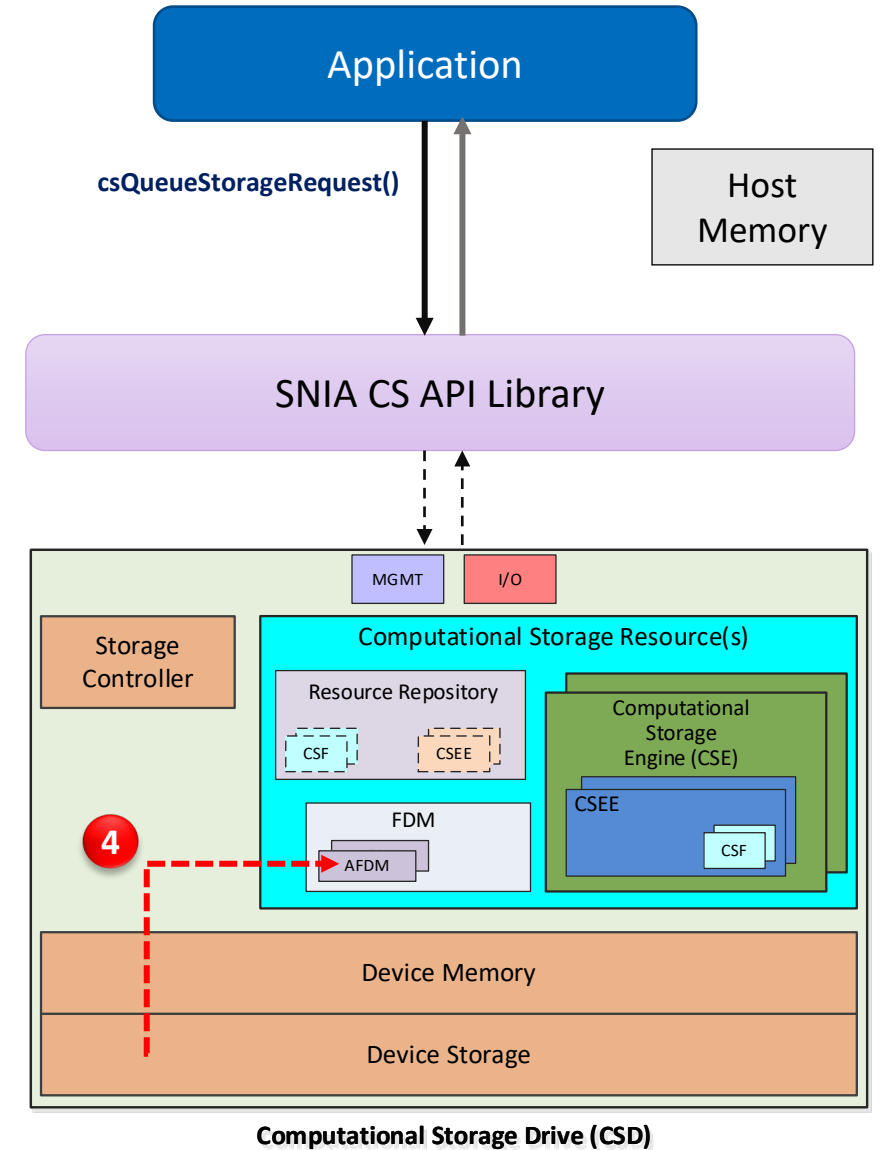 Application
csQueueStorageRequest()
Host
Memory
SNIA CS API Library
MGMT
I/O
Storage
Controller
Computational Storage Resource(s)
Resource Repository
CSF
CSEE
Computational
Storage
Engine (CSE)
CSEE
CSF
FDM
AFDM
4
Device Memory
Device Storage
Computational Storage Drive (CSD)